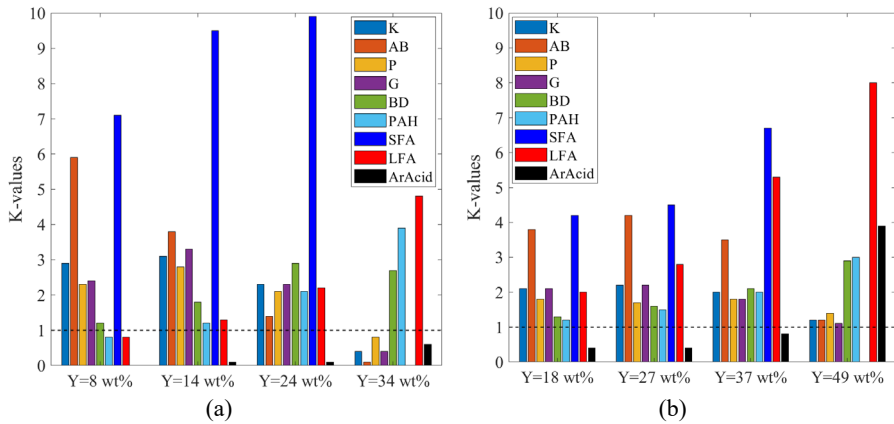 10
9
8
7
6
5
4
3
2
1
0
K-values
K
AB
P
G
BD
PAH
SFA
LFA
ArAcid
Y=8 wt%
Y=14 wt%
Y=24 wt%
Y=34 wt%
(a)
10
9
8
7
6
5
4
3
2
1
0
K-values
K
AB
P
G
BD
PAH
SFA
LFA
ArAcid
Y=18 wt%
Y=27 wt%
Y=37 wt%
Y=49 wt%
(b)